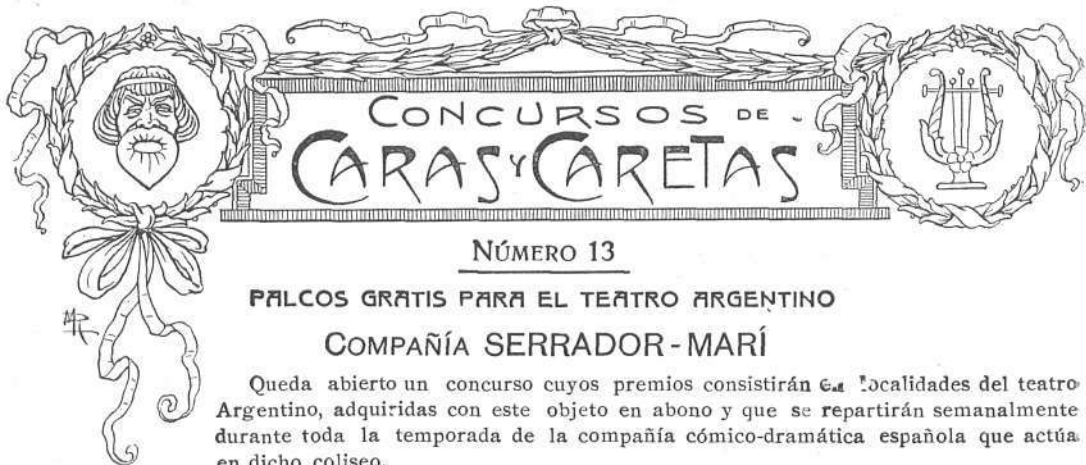 CONCURSOS DE
CARAS Y CARETAS
NÚMERO 13
PALCOS GRATIS PARA EL TEATRO ARGENTINO
COMPAÑÍA SERRADOR-MARÍ
Queda abierto un concurso cuyos premios consistirán en localidades del teatro
Argentino, adquiridas con este objeto en abono y que se repartirán semanalmente
durante toda la temporada de la compañía cómico-dramática española que actúa
en dicho coliseo.
MR